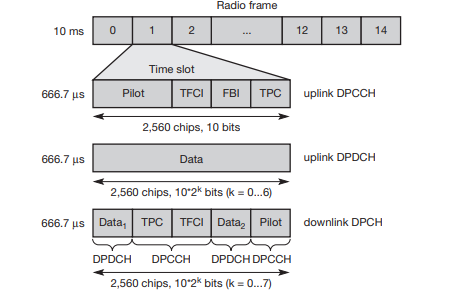 Radio frame
10 ms 0 1 2 ... 12 13 14
Time slot
666.7 µs Pilot TFCI FBI TPC uplink DPCCH
2,560 chips, 10 bits
666.7 µs Data uplink DPDCH
2,560 chips, 10*2ᵏ bits (k = 0...6)
666.7 µs Data₁ TPC TFCI Data₂ Pilot downlink DPCH
DPDCH DPCCH DPDCH DPCCH
2,560 chips, 10*2ᵏ bits (k = 0...7)